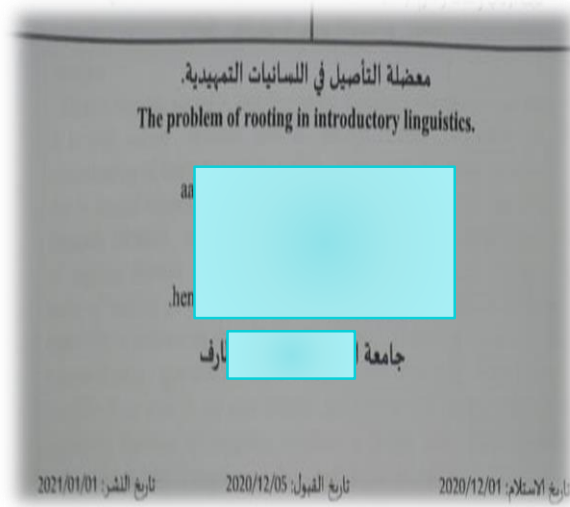 معضلة التأصيل في اللسانيات التمهيدية.
The problem of rooting in introductory linguistics.
aa
hen.
جامعة ا ارف
تاريخ الاستلام: 2020/12/01 تاريخ القبول: 2020/12/05 تاريخ النشر: 2021/01/01